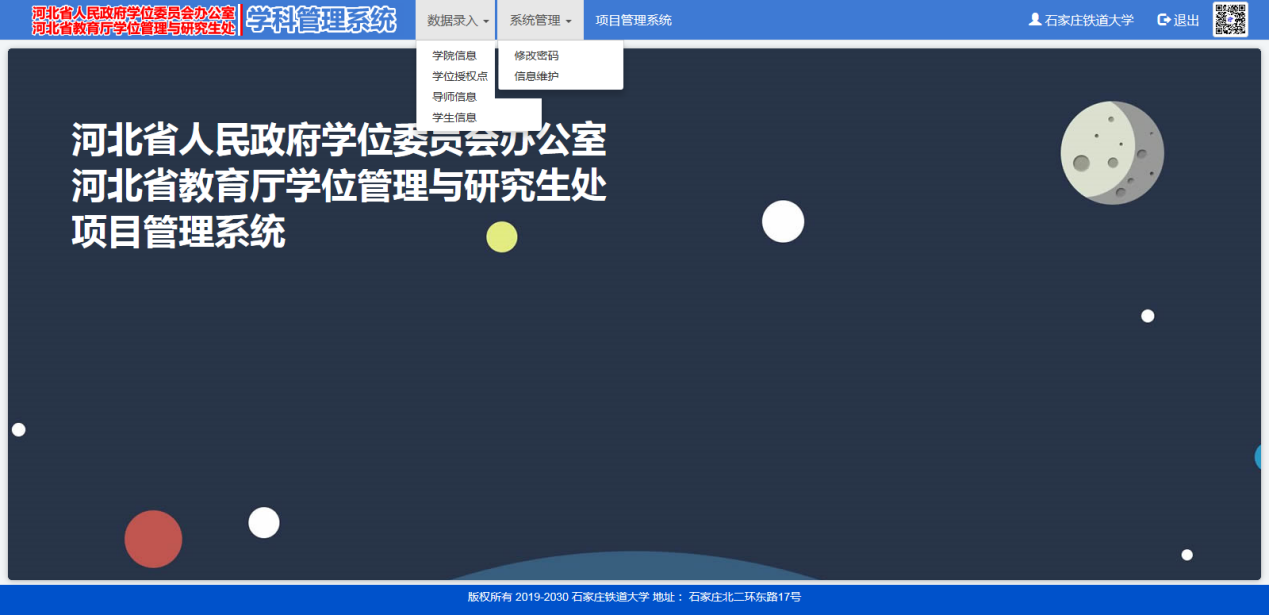 河北省人民政府学位委员会办公室
河北省教育厅学位管理与研究生处
学科管理系统
数据录入
系统管理
项目管理系统
石家庄铁道大学
退出
学院信息
学位授权点
导师信息
学生信息
修改密码
信息维护
河北省人民政府学位委员会办公室
河北省教育厅学位管理与研究生处
项目管理系统
版权所有 2019-2030 石家庄铁道大学 地址： 石家庄北二环东路17号